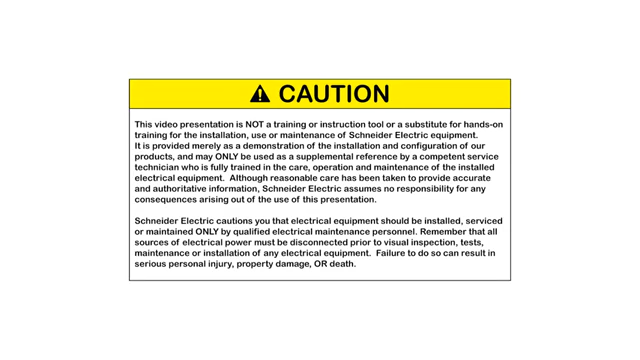 CAUTION
This video presentation is NOT a training or instruction tool or a substitute for hands-on
training for the installation, use or maintenance of Schneider Electric equipment.
It is provided merely as a demonstration of the installation and configuration of our
products, and may ONLY be used as a supplemental reference by a competent service
technician who is fully trained in the care, operation and maintenance of the installed
electrical equipment.  Although reasonable care has been taken to provide accurate
and authoritative information, Schneider Electric assumes no responsibility for any
consequences arising out of the use of this presentation.
Schneider Electric cautions you that electrical equipment should be installed, serviced
or maintained ONLY by qualified electrical maintenance personnel. Remember that all
sources of electrical power must be disconnected prior to visual inspection, tests,
maintenance or installation of any electrical equipment.  Failure to do so can result in
serious personal injury, property damage, OR death.